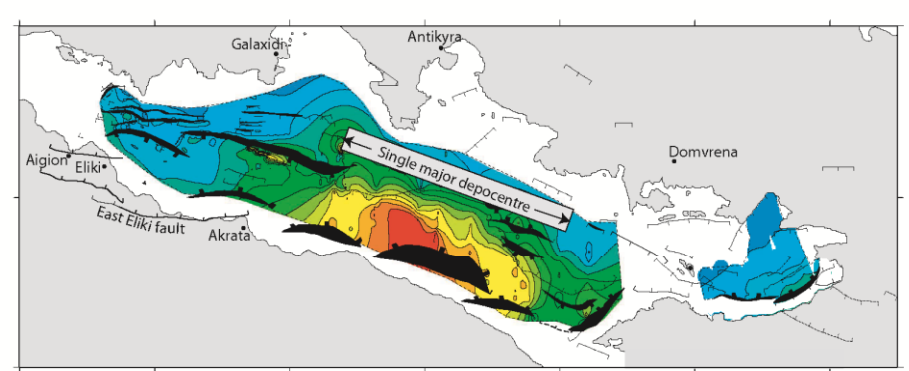 Galaxidi
Antikyra
Single major depocentre
Domvrena
Aigion
Eliki
East Eliki fault
Akrata